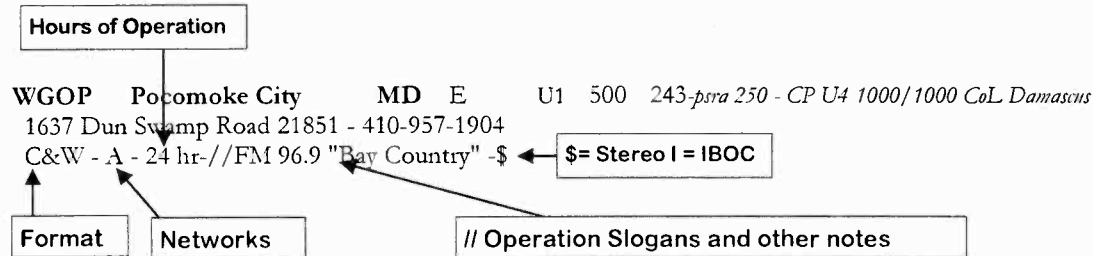 Hours of Operation
WGOP Pocomoke City MD E U1 500 243-psra 250 - CP U4 1000/1000 CoL Damascus
1637 Dun Swamp Road 21851 - 410-957-1904
C&W - A - 24 hr-//FM 96.9 "Bay Country" -$
$= Stereo I = IBOC
Format
Networks
// Operation Slogans and other notes